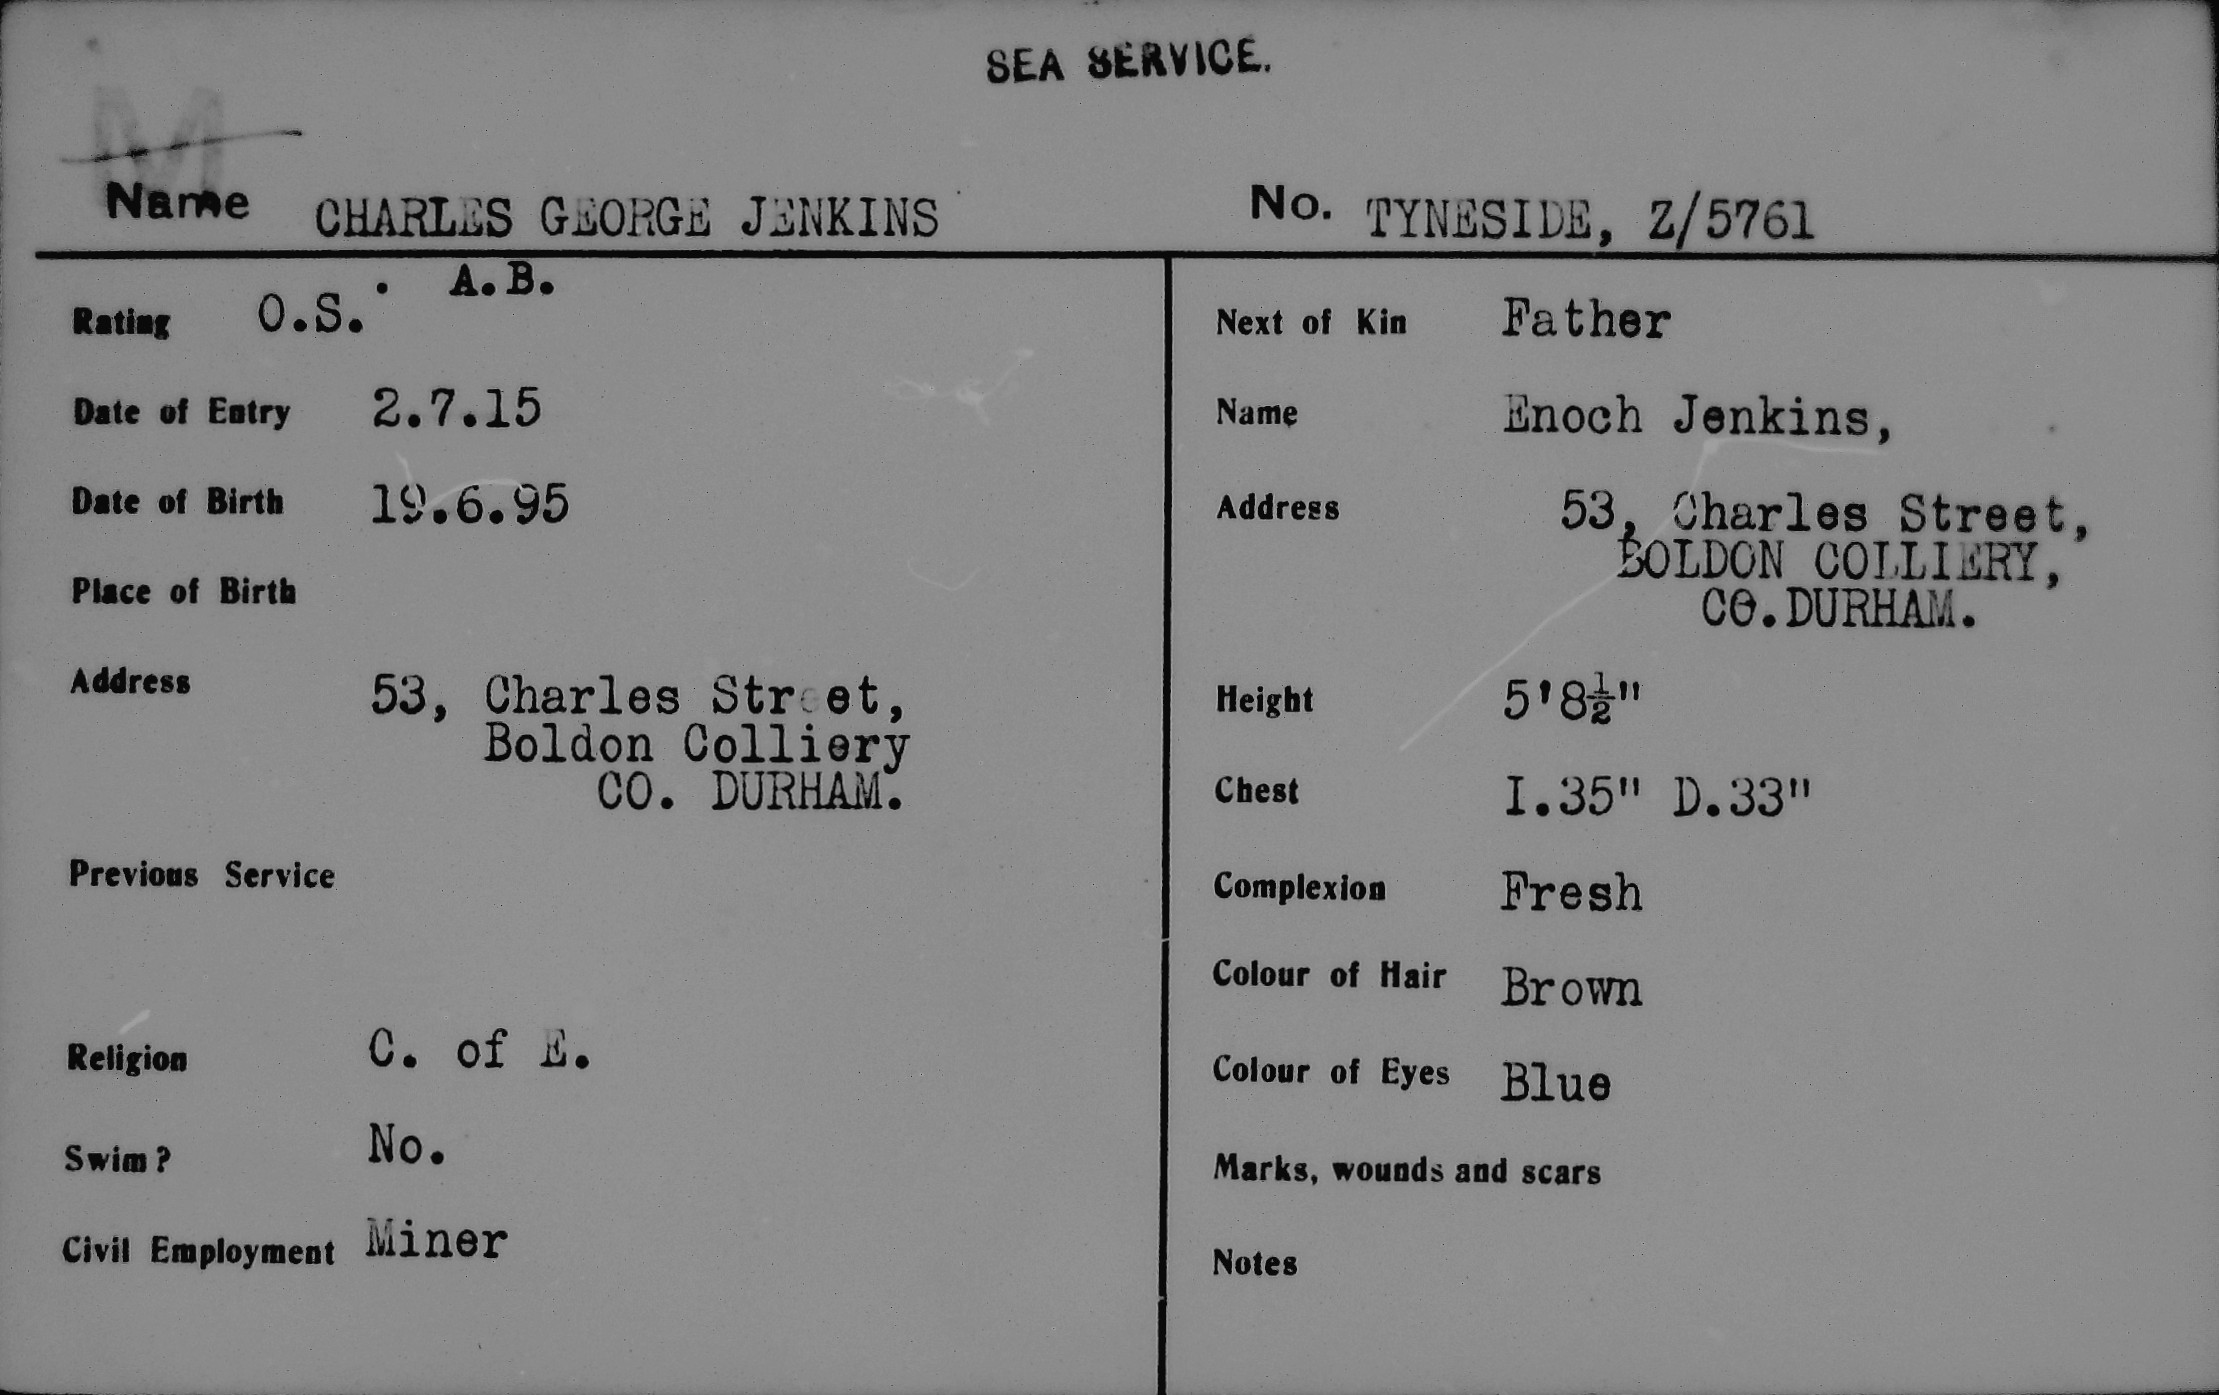 SEA SERVICE.
M
Name CHARLES GEORGE JENKINS
No. TYNESIDE, Z/5761
Rating O.S. A.B.
Date of Entry 2.7.15
Date of Birth 19.6.95
Place of Birth
Address 53, Charles Street,
Boldon Colliery
CO. DURHAM.
Previous Service
Religion C. of E.
Swim? No.
Civil Employment Miner
Next of Kin Father
Name Enoch Jenkins,
Address 53, Charles Street,
BOLDON COLLIERY,
CO.DURHAM.
Height 5'8½"
Chest I.35" D.33"
Complexion Fresh
Colour of Hair Brown
Colour of Eyes Blue
Marks, wounds and scars
Notes